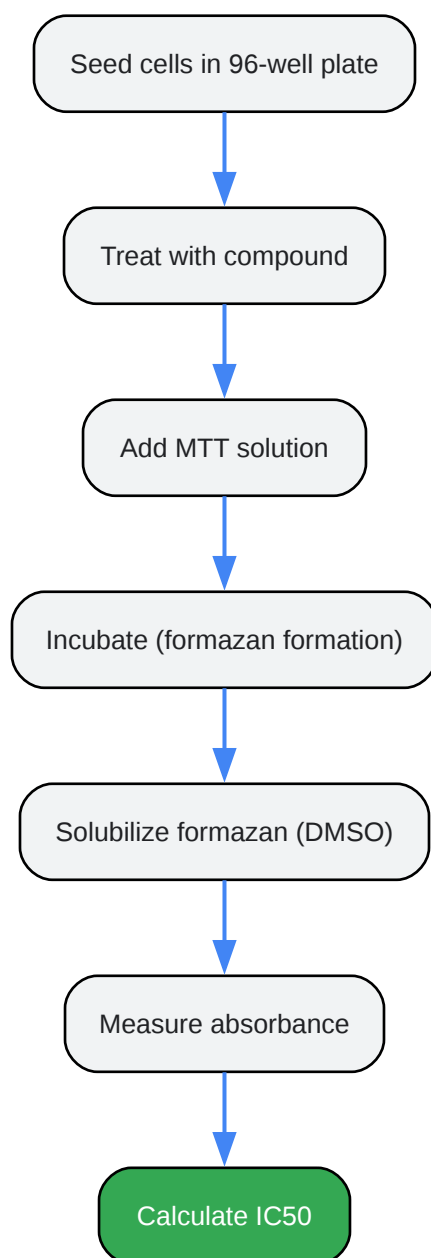 Seed cells in 96-well plate
Treat with compound
Add MTT solution
Incubate (formazan formation)
Solubilize formazan (DMSO)
Measure absorbance
Calculate IC50